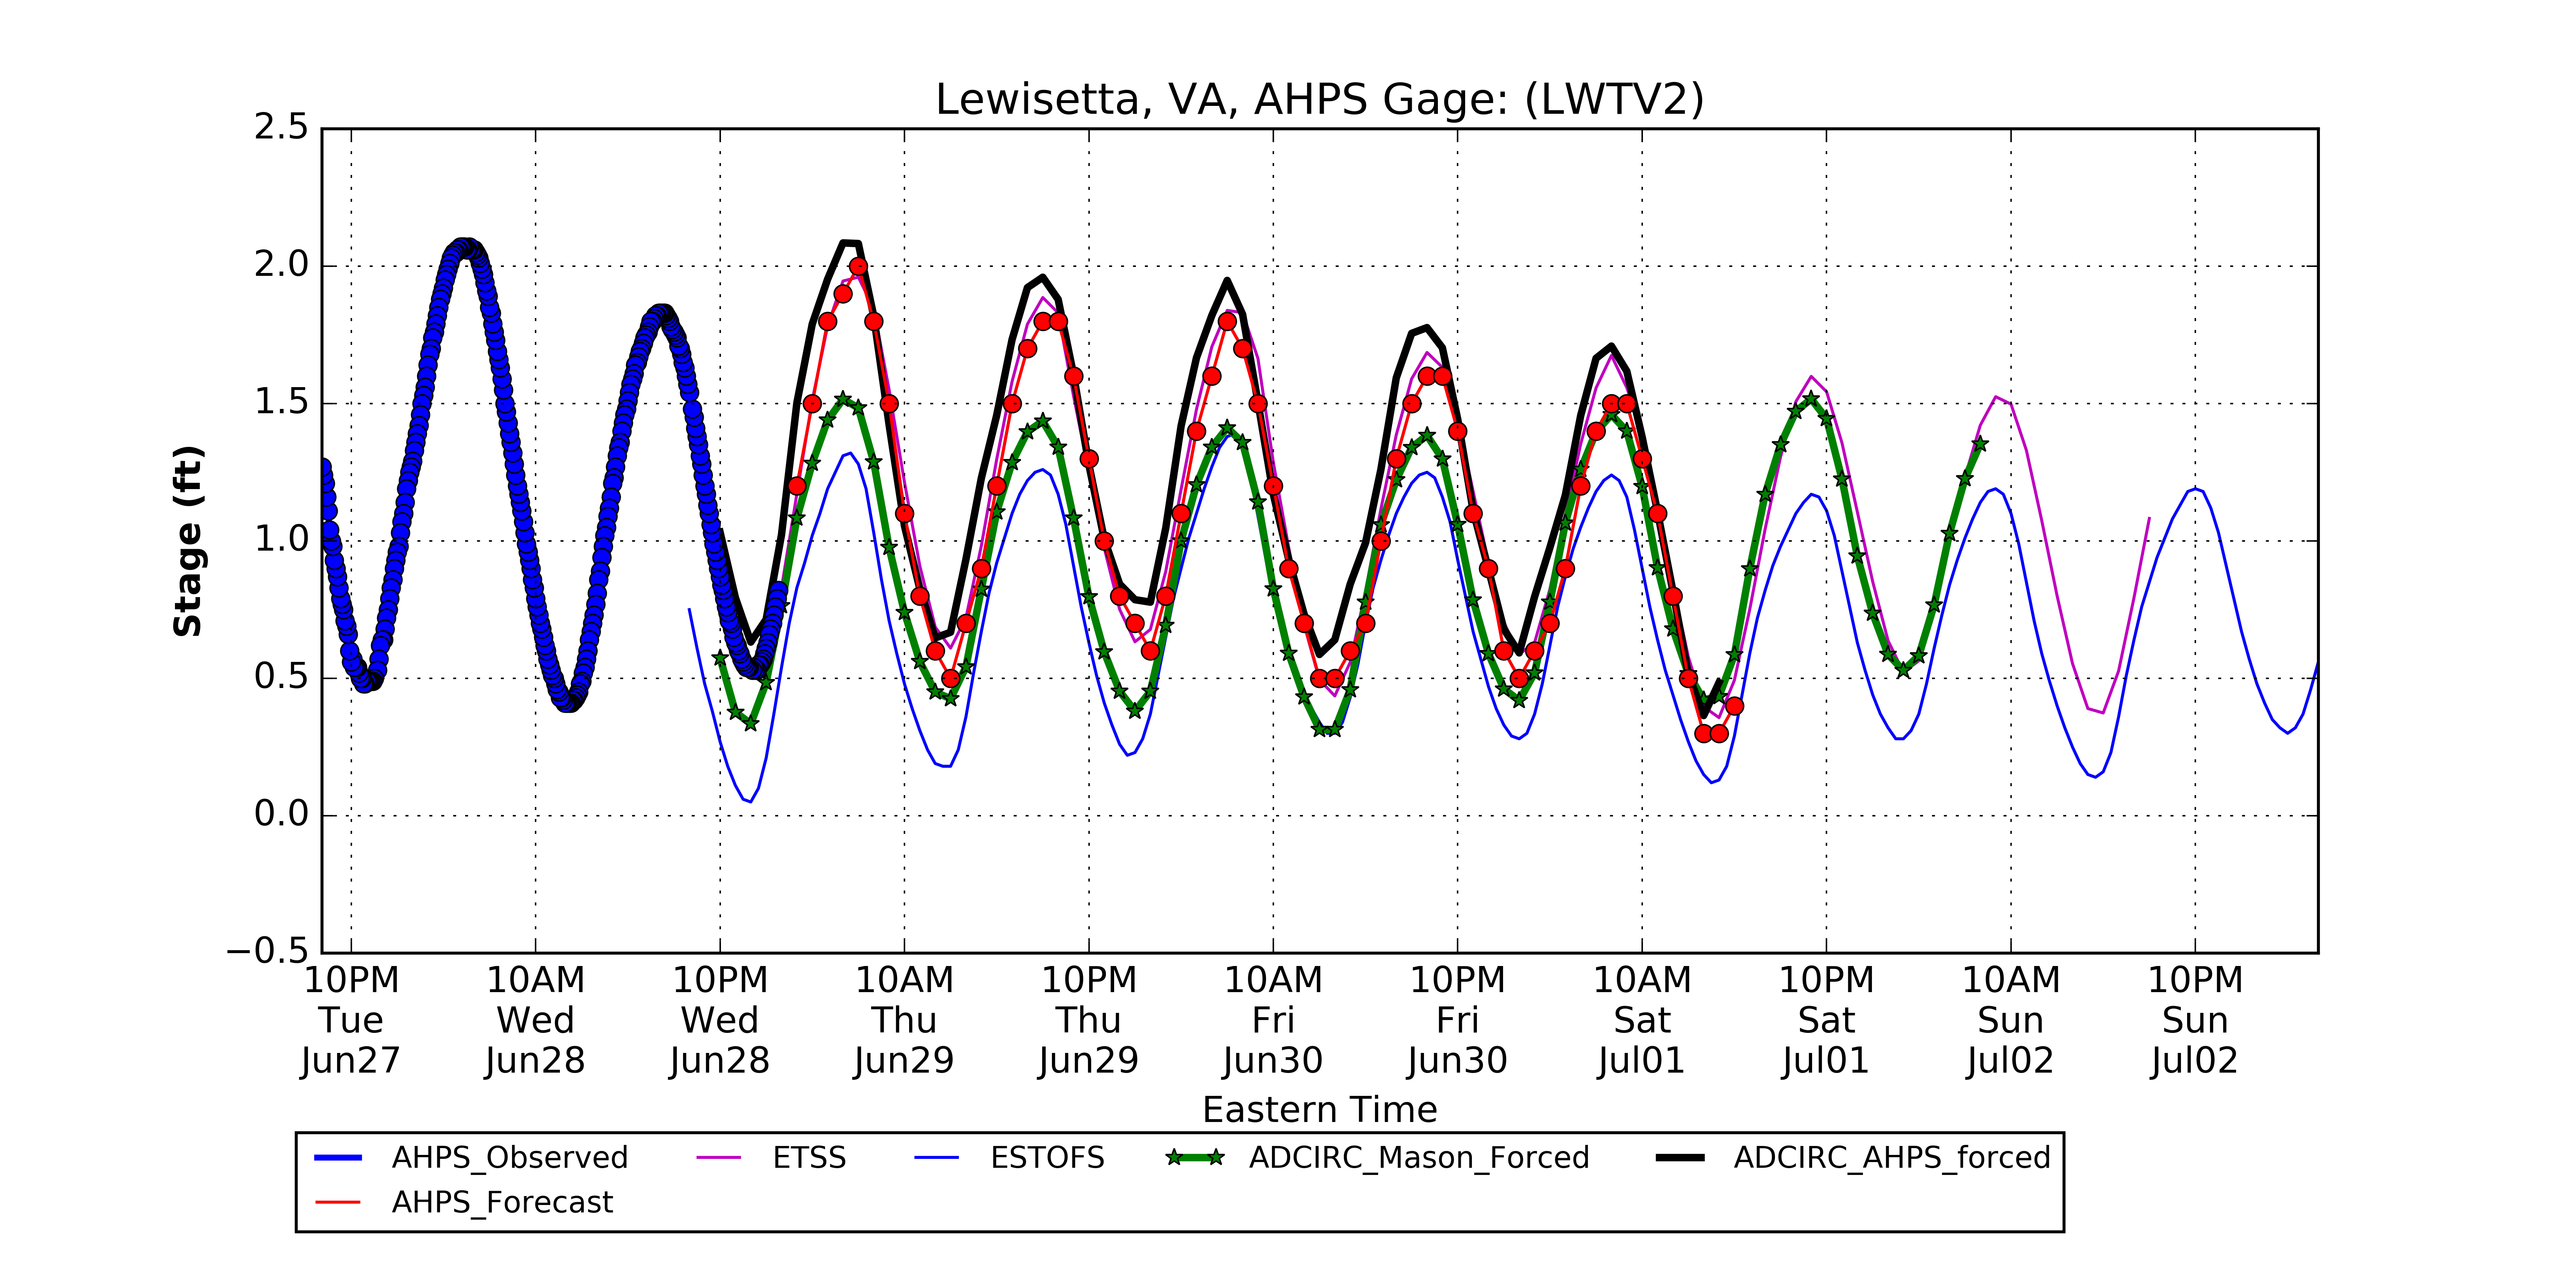 Lewisetta, VA, AHPS Gage: (LWTV2)
2.5
2.0
1.5
1.0
0.5
0.0
−0.5
Stage (ft)
10PM 10AM 10PM 10AM 10PM 10AM 10PM 10AM 10PM 10AM 10PM
Tue Wed Wed Thu Thu Fri Fri Sat Sat Sun Sun
Jun27 Jun28 Jun28 Jun29 Jun29 Jun30 Jun30 Jul01 Jul01 Jul02 Jul02
Eastern Time
AHPS_Observed ETSS ESTOFS ADCIRC_Mason_Forced ADCIRC_AHPS_forced
AHPS_Forecast